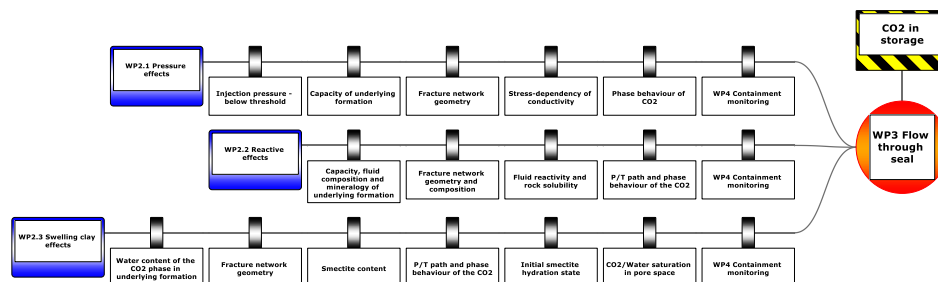 CO2 in
storage
WP2.1 Pressure
effects
Injection pressure -
below threshold
Capacity of underlying
formation
Fracture network
geometry
Stress-dependency of
conductivity
Phase behaviour of
CO2
WP4 Containment
monitoring
WP3 Flow
through
seal
WP2.2 Reactive
effects
Capacity, fluid
composition and
mineralogy of
underlying formation
Fracture network
geometry and
composition
Fluid reactivity and
rock solubility
P/T path and phase
behaviour of the CO2
WP4 Containment
monitoring
WP2.3 Swelling clay
effects
Water content of the
CO2 phase in
underlying formation
Fracture network
geometry
Smectite content
P/T path and phase
behaviour of the CO2
Initial smectite
hydration state
CO2/Water saturation
in pore space
WP4 Containment
monitoring